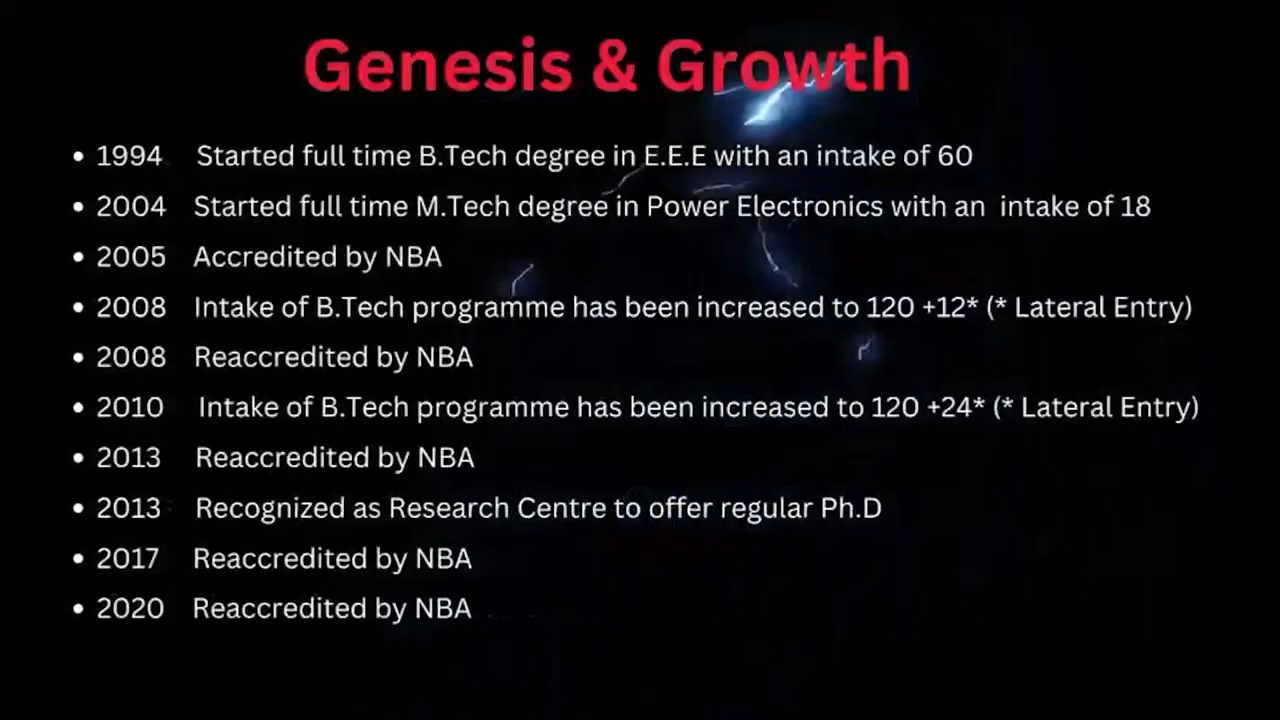 Genesis & Growth
• 1994 Started full time B.Tech degree in E.E.E with an intake of 60
• 2004 Started full time M.Tech degree in Power Electronics with an intake of 18
• 2005 Accredited by NBA
• 2008 Intake of B.Tech programme has been increased to 120 +12* (* Lateral Entry)
• 2008 Reaccredited by NBA
• 2010 Intake of B.Tech programme has been increased to 120 +24* (* Lateral Entry)
• 2013 Reaccredited by NBA
• 2013 Recognized as Research Centre to offer regular Ph.D
• 2017 Reaccredited by NBA
• 2020 Reaccredited by NBA